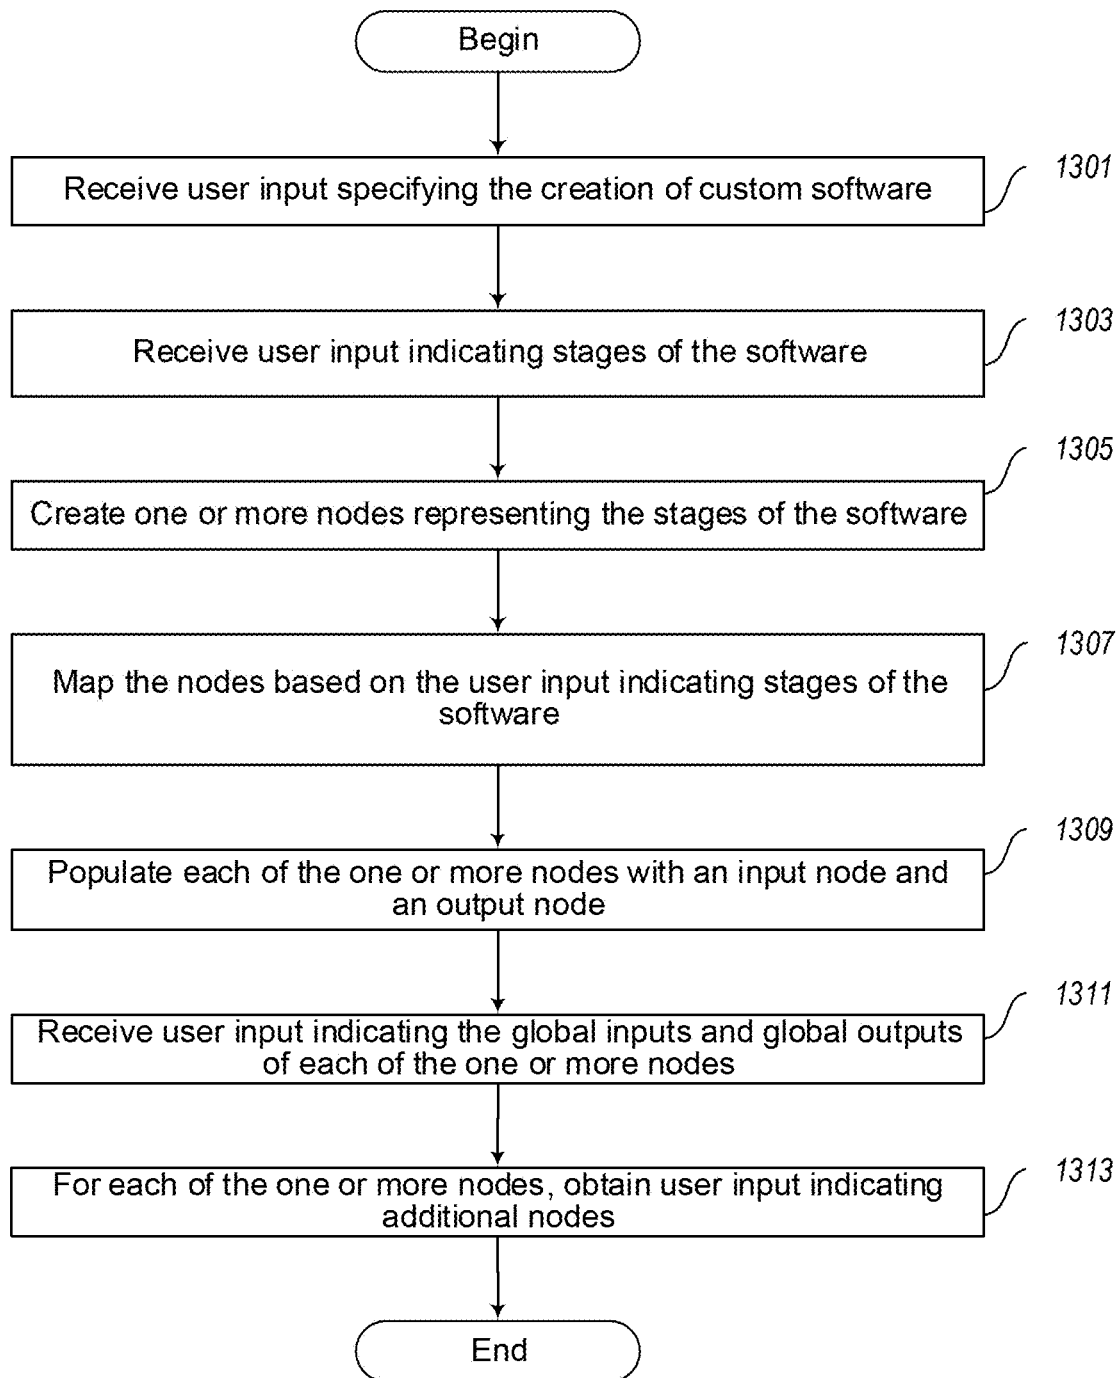 Begin
Receive user input specifying the creation of custom software
1301
Receive user input indicating stages of the software
1303
Create one or more nodes representing the stages of the software
1305
Map the nodes based on the user input indicating stages of the
software
1307
Populate each of the one or more nodes with an input node and
an output node
1309
Receive user input indicating the global inputs and global outputs
of each of the one or more nodes
1311
For each of the one or more nodes, obtain user input indicating
additional nodes
1313
End